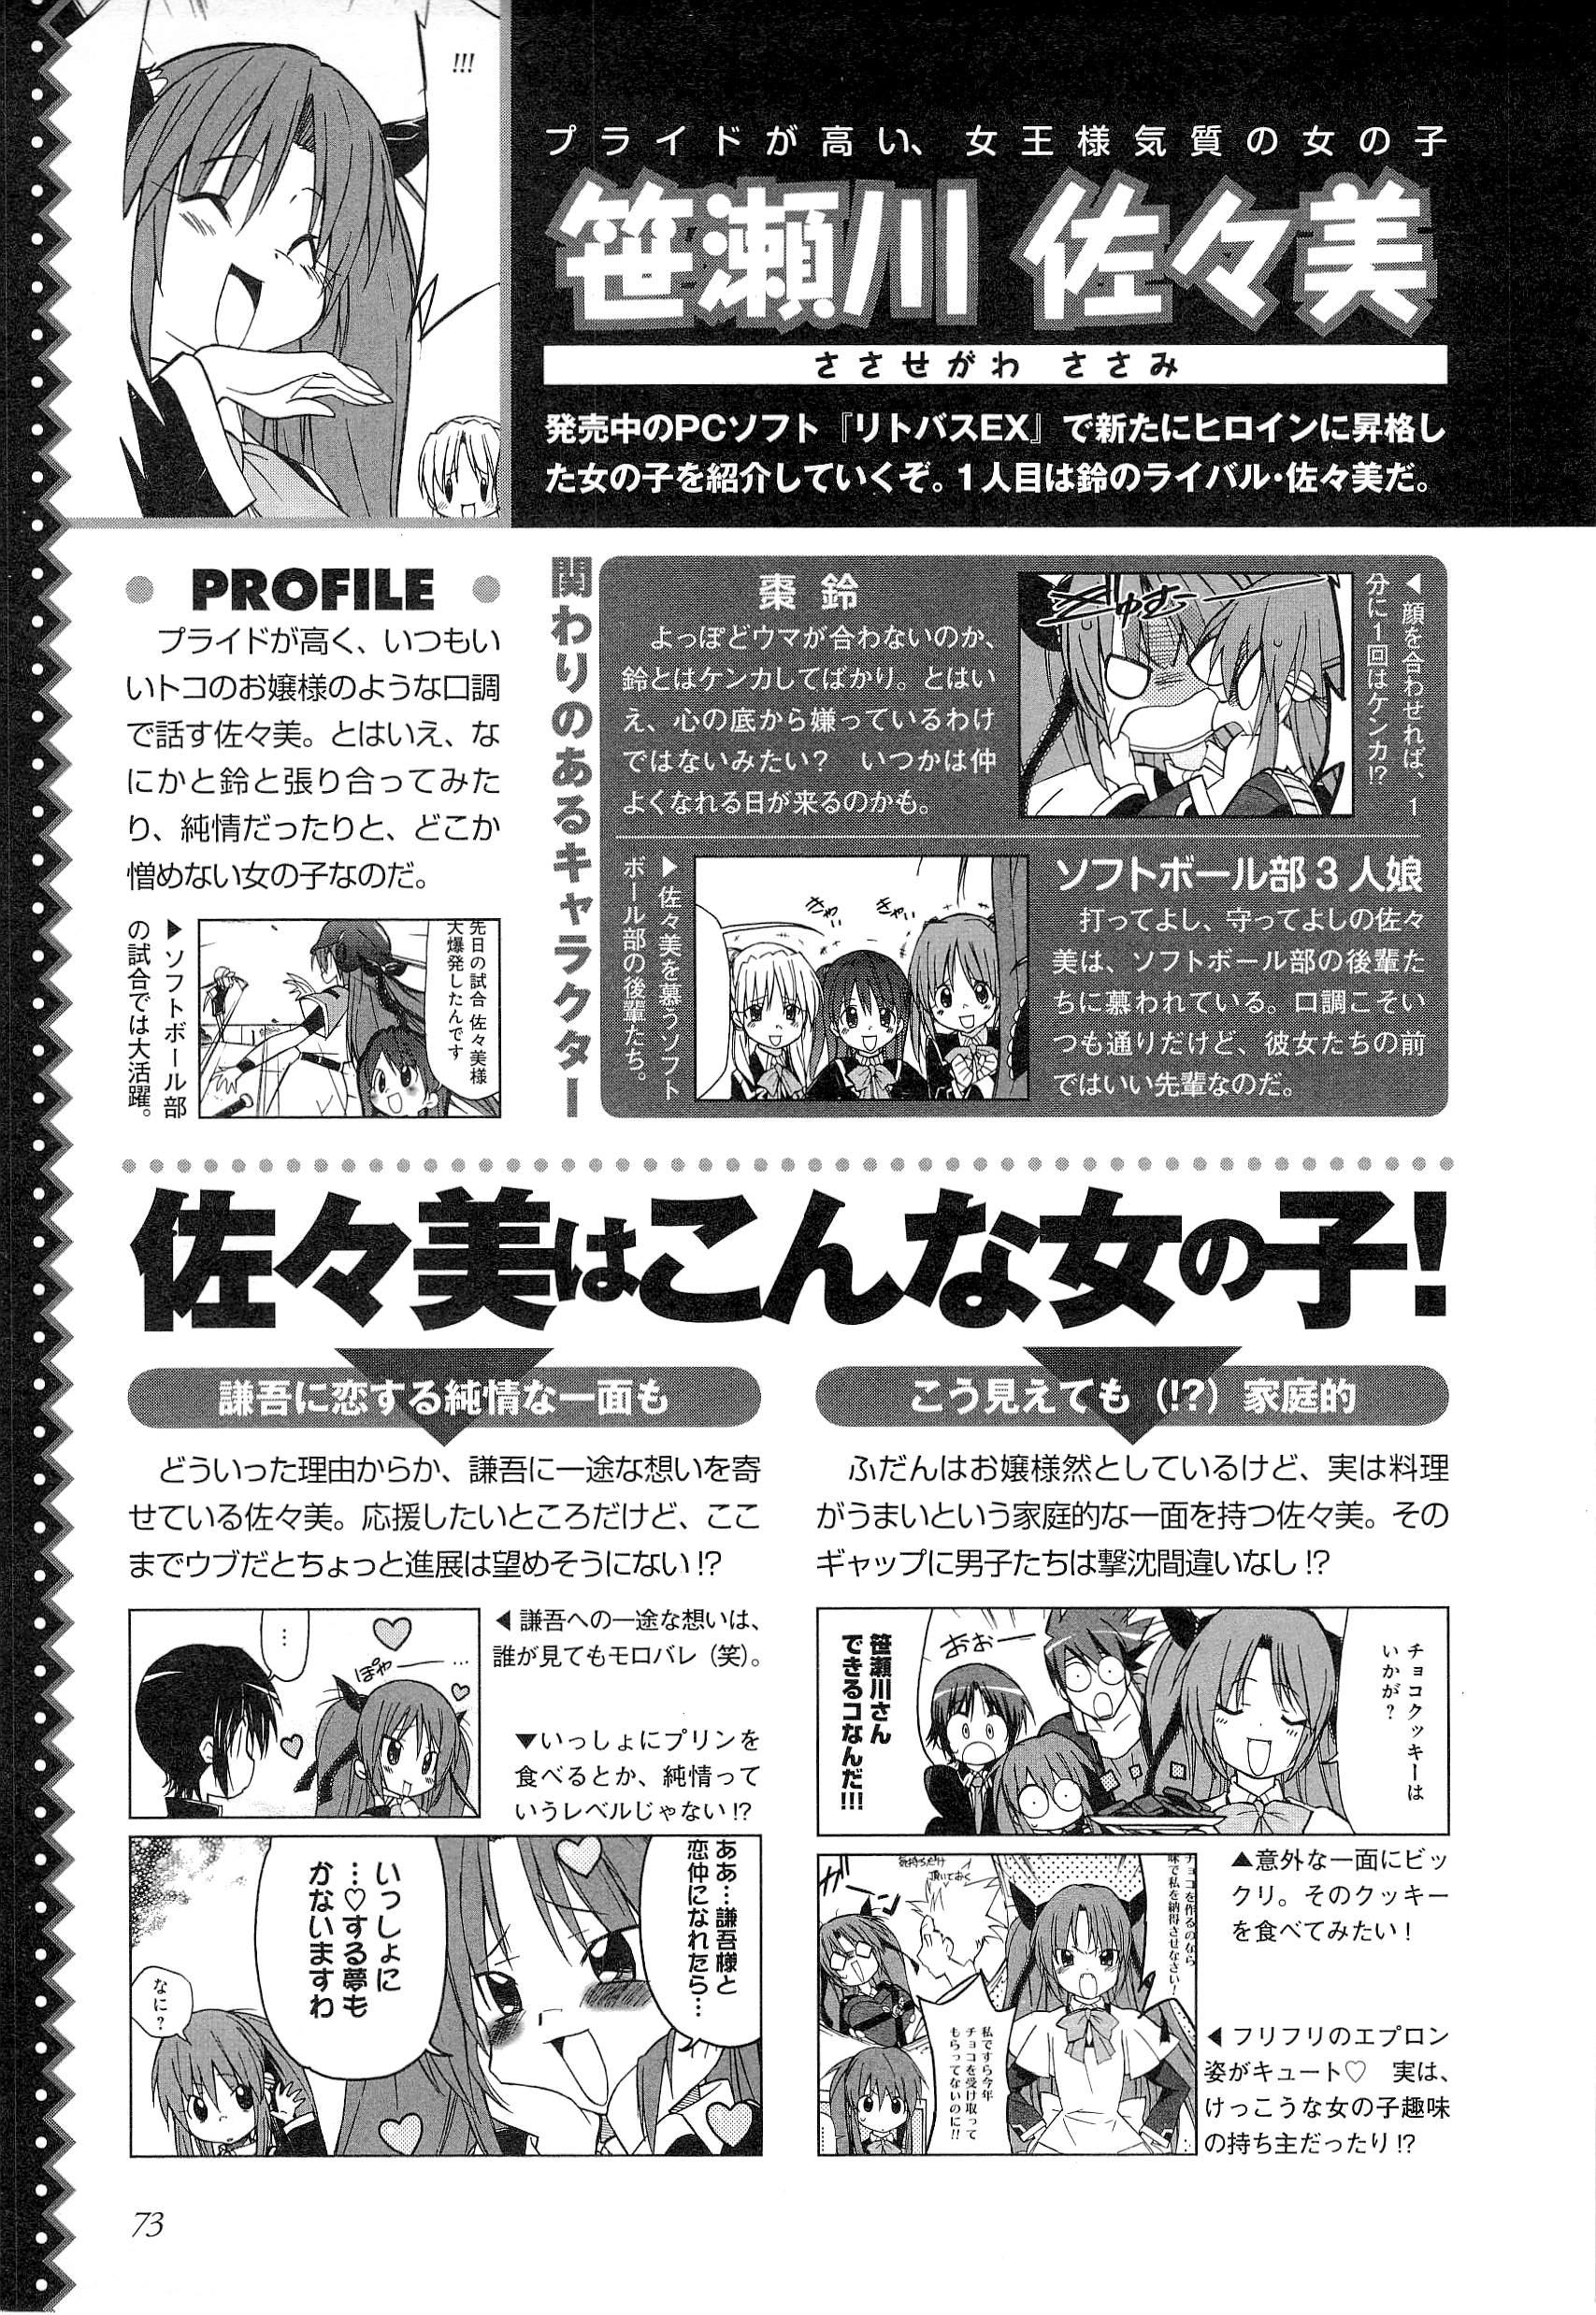 !!!
プライドが高い、女王様気質の女の子
笹瀬川 佐々美
ささせがわ ささみ
発売中のPCソフト『リトバスEX』で新たにヒロインに昇格し
た女の子を紹介していくぞ。1人目は鈴のライバル・佐々美だ。
PROFILE
プライドが高く、いつもい
いトコのお嬢様のような口調
で話す佐々美。とはいえ、な
にかと鈴と張り合ってみた
り、純情だったりと、どこか
憎めない女の子なのだ。
先日の試合 佐々美様
大爆発したんです
▶ソフトボール部
の試合では大活躍。
関わりのあるキャラクター
棗 鈴
よっぽどウマが合わないのか、
鈴とはケンカしてばかり。とはい
え、心の底から嫌っているわけ
ではないみたい? いつかは仲
よくなれる日が来るのかも。
◀顔を合わせれば、1
分に1回はケンカ!?
ソフトボール部3人娘
打ってよし、守ってよしの佐々
美は、ソフトボール部の後輩た
ちに慕われている。口調こそい
つも通りだけど、彼女たちの前
ではいい先輩なのだ。
きゃい
きゃい
▶佐々美を慕うソフト
ボール部の後輩たち。
佐々美はこんな女の子!
謙吾に恋する純情な一面も
どういった理由からか、謙吾に一途な想いを寄
せている佐々美。応援したいところだけど、ここ
までウブだとちょっと進展は望めそうにない!?
…
ぽや――…
◀謙吾への一途な想いは、
誰が見てもモロバレ(笑)。
▼いっしょにプリンを
食べるとか、純情って
いうレベルじゃない!?
ああ…謙吾様と
恋仲になれたら…
いっしょに
…♡する夢も
かないますわ
なに?
こう見えても(!?)家庭的
ふだんはお嬢様然としているけど、実は料理
がうまいという家庭的な一面を持つ佐々美。その
ギャップに男子たちは撃沈間違いなし!?
チョコクッキーは
いかが?
おおーー
笹瀬川さん
できるコなんだ!!!
▲意外な一面にビッ
クリ。そのクッキー
を食べてみたい!
チョコを作るのなら
味で私を納得させなさい!
気持ちだけ
頂いておく
私ですら今年
チョコを受け取って
もらってないのに!!
◀フリフリのエプロン
姿がキュート♡ 実は、
けっこうな女の子趣味
の持ち主だったり!?
73